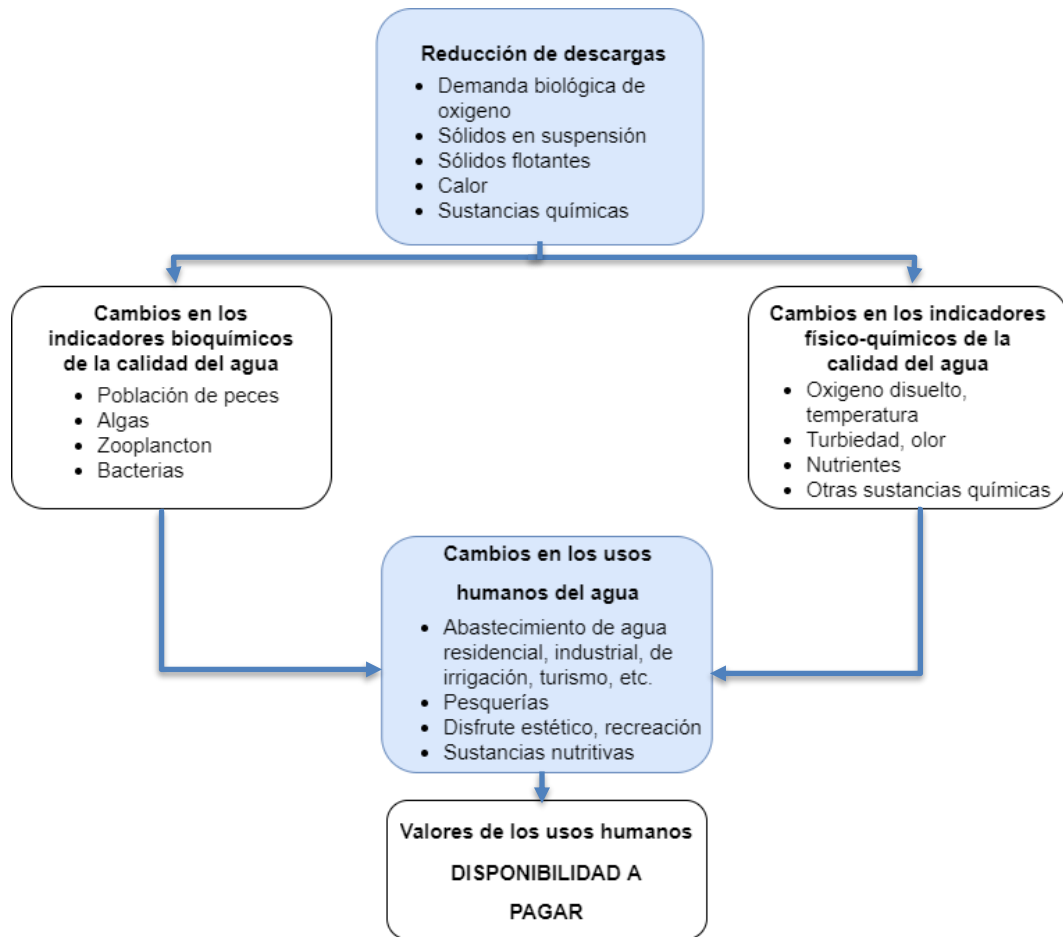 Reducción de descargas
• Demanda biológica de
oxigeno
• Sólidos en suspensión
• Sólidos flotantes
• Calor
• Sustancias químicas
Cambios en los
indicadores bioquímicos
de la calidad del agua
• Población de peces
• Algas
• Zooplancton
• Bacterias
Cambios en los indicadores
físico-químicos de la
calidad del agua
• Oxigeno disuelto,
temperatura
• Turbiedad, olor
• Nutrientes
• Otras sustancias químicas
Cambios en los usos
humanos del agua
• Abastecimiento de agua
residencial, industrial, de
irrigación, turismo, etc.
• Pesquerías
• Disfrute estético, recreación
• Sustancias nutritivas
Valores de los usos humanos
DISPONIBILIDAD A
PAGAR